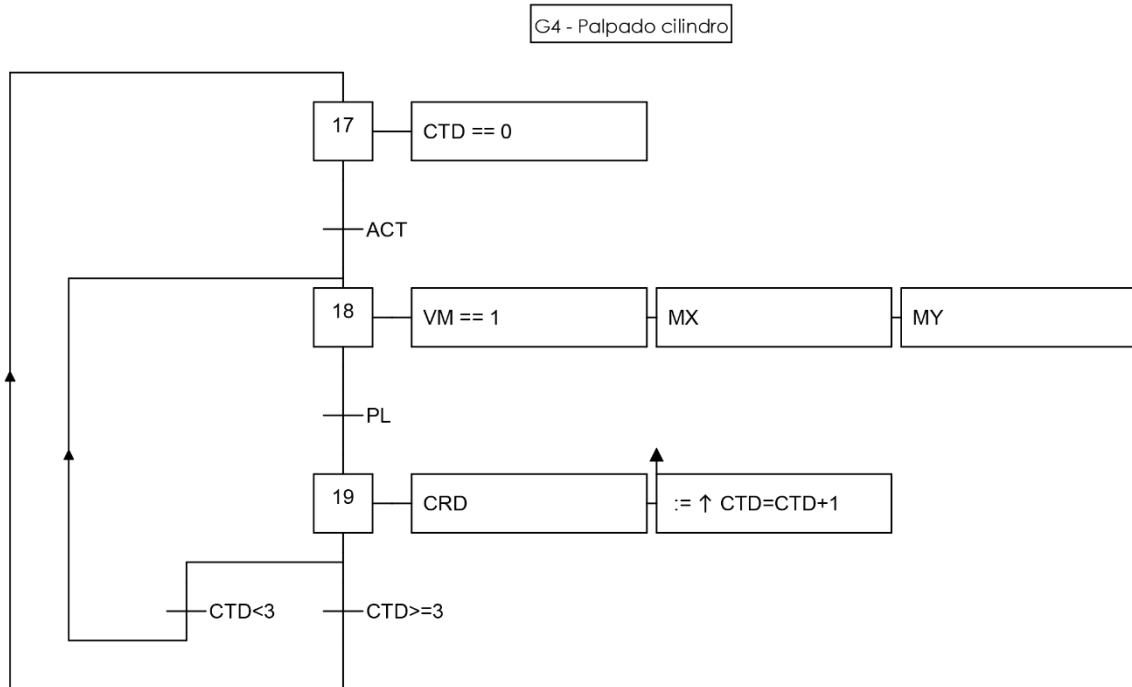 G4 - Palpado cilindro
17
CTD == 0
ACT
18
VM == 1
MX
MY
PL
19
CRD
:= ↑ CTD=CTD+1
CTD<3
CTD>=3